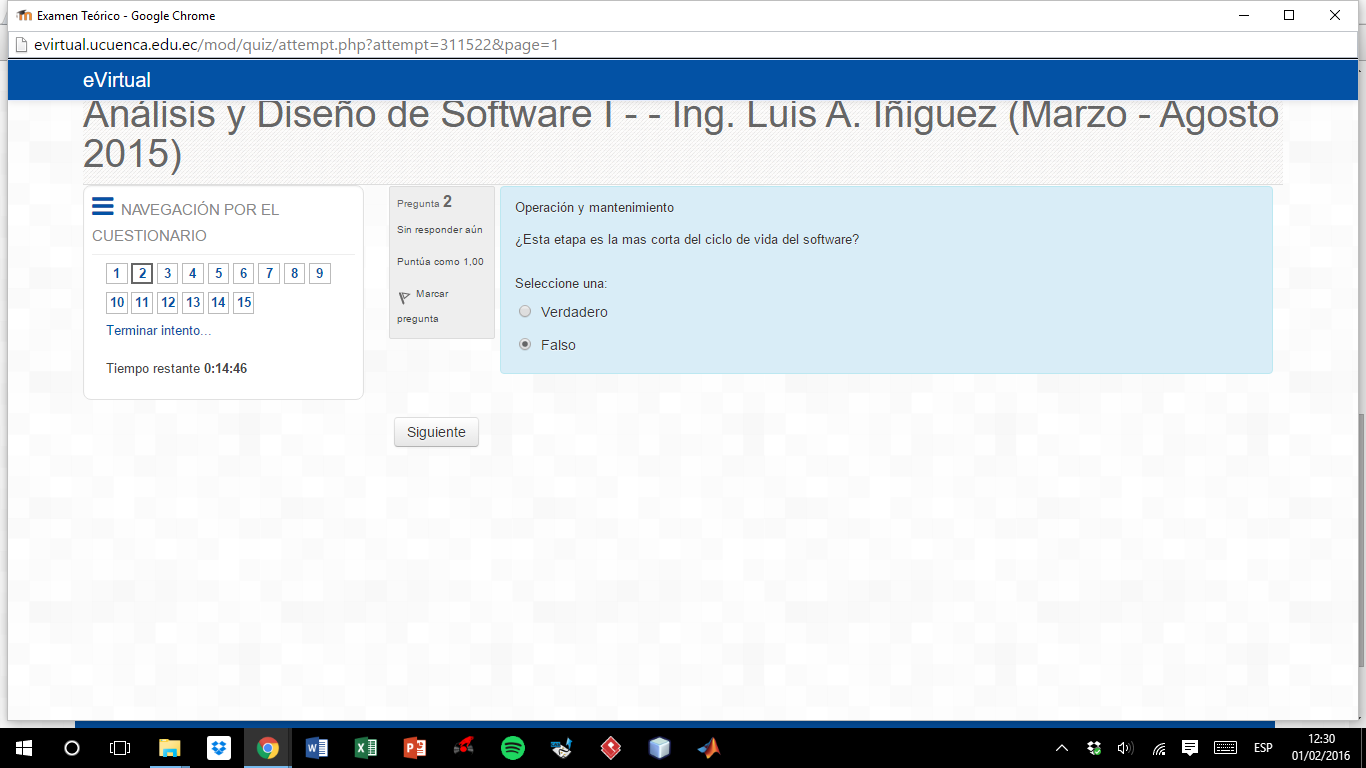 Examen Teórico - Google Chrome
evirtual.ucuenca.edu.ec/mod/quiz/attempt.php?attempt=311522&page=1
eVirtual
Análisis y Diseño de Software I - - Ing. Luis A. Iñiguez (Marzo - Agosto
2015)
NAVEGACIÓN POR EL
CUESTIONARIO
1 2 3 4 5 6 7 8 9
10 11 12 13 14 15
Terminar intento...
Tiempo restante 0:14:46
Pregunta 2
Sin responder aún
Puntúa como 1,00
Marcar
pregunta
Operación y mantenimiento
¿Esta etapa es la mas corta del ciclo de vida del software?
Seleccione una:
Verdadero
Falso
Siguiente
ESP
12:30
01/02/2016